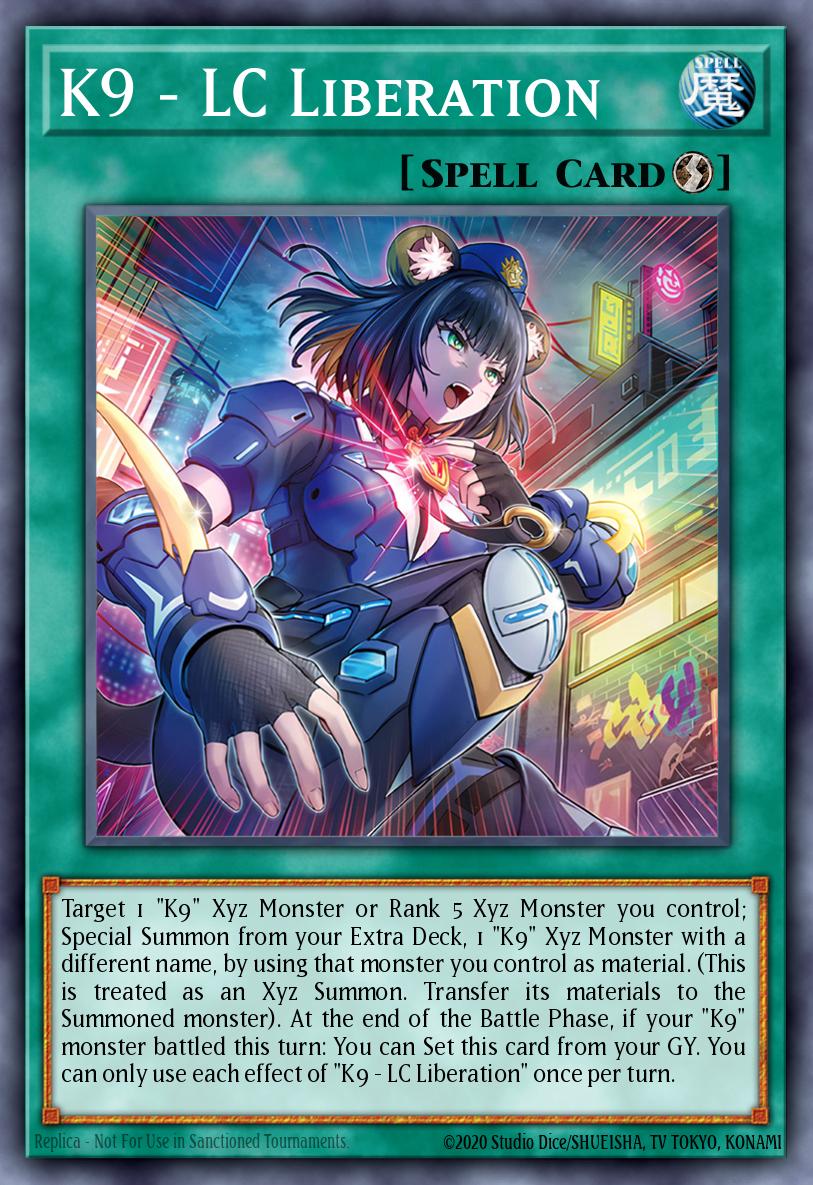 K9 - LC Liberation
SPELL
魔
[Spell Card]
Target 1 "K9" Xyz Monster or Rank 5 Xyz Monster you control;
Special Summon from your Extra Deck, 1 "K9" Xyz Monster with a
different name, by using that monster you control as material. (This
is treated as an Xyz Summon. Transfer its materials to the
Summoned monster). At the end of the Battle Phase, if your "K9"
monster battled this turn: You can Set this card from your GY. You
can only use each effect of "K9 - LC Liberation" once per turn.
Replica - Not For Use in Sanctioned Tournaments.
©2020 Studio Dice/SHUEISHA, TV TOKYO, KONAMI